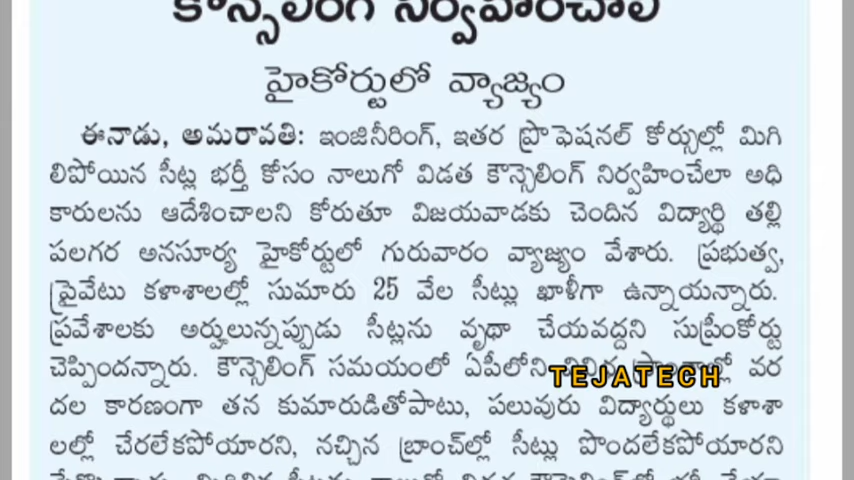 కౌన్సెలింగ్ నిర్వహించాలి
హైకోర్టులో వ్యాజ్యం
ఈనాడు, అమరావతి: ఇంజినీరింగ్, ఇతర ప్రొఫెషనల్ కోర్సుల్లో మిగి
లిపోయిన సీట్ల భర్తీ కోసం నాలుగో విడత కౌన్సెలింగ్ నిర్వహించేలా అధి
కారులను ఆదేశించాలని కోరుతూ విజయవాడకు చెందిన విద్యార్థి తల్లి
పలగర అనసూర్య హైకోర్టులో గురువారం వ్యాజ్యం వేశారు. ప్రభుత్వ,
ప్రైవేటు కళాశాలల్లో సుమారు 25 వేల సీట్లు ఖాళీగా ఉన్నాయన్నారు.
ప్రవేశాలకు అర్హులున్నప్పుడు సీట్లను వృథా చేయవద్దని సుప్రీంకోర్టు
చెప్పిందన్నారు. కౌన్సెలింగ్ సమయంలో ఏపీలోని వర
TEJATECH
దల కారణంగా తన కుమారుడితోపాటు, పలువురు విద్యార్థులు కళాశా
లల్లో చేరలేకపోయారని, నచ్చిన బ్రాంచ్‌ల్లో సీట్లు పొందలేకపోయారని